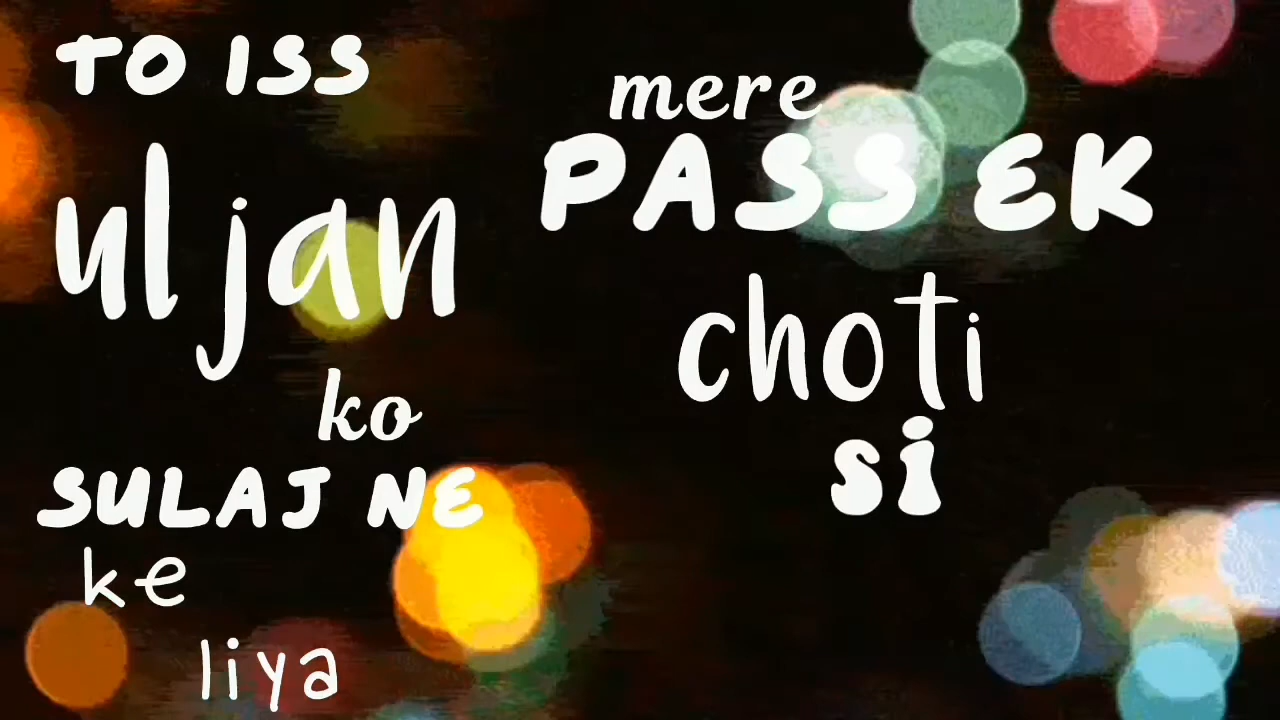 TO ISS
uljan
ko
SULAJ NE
ke
liya
mere
PASS EK
choti
si